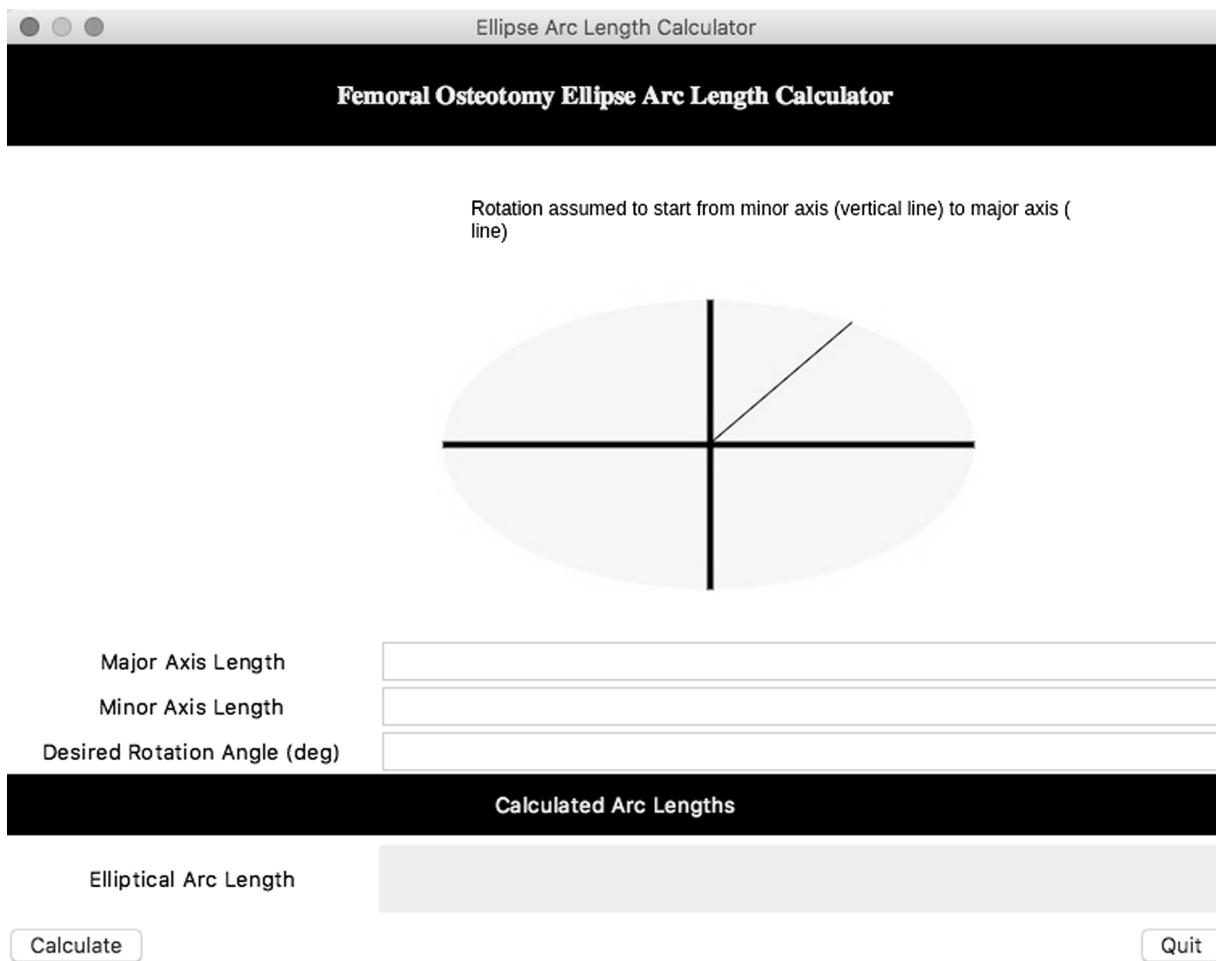 Ellipse Arc Length Calculator
Femoral Osteotomy Ellipse Arc Length Calculator
Rotation assumed to start from minor axis (vertical line) to major axis (
line)
Major Axis Length
Minor Axis Length
Desired Rotation Angle (deg)
Calculated Arc Lengths
Elliptical Arc Length
Calculate
Quit